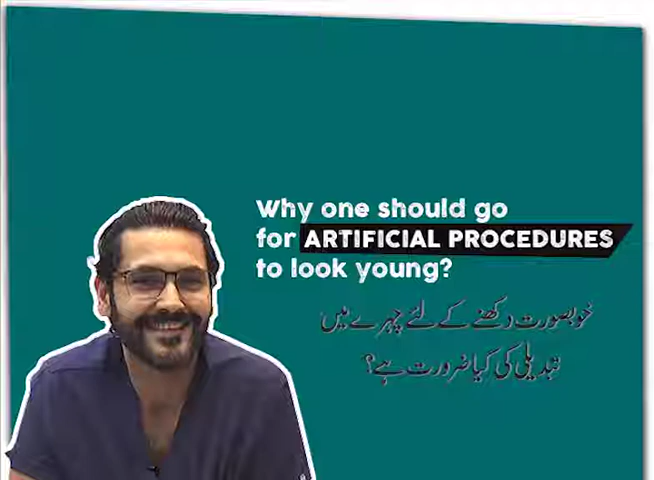 Why one should go
for ARTIFICIAL PROCEDURES
to look young?
خوبصورت دکھنے کے لئے چہرے میں
تبدیلی کی کیا ضرورت ہے؟